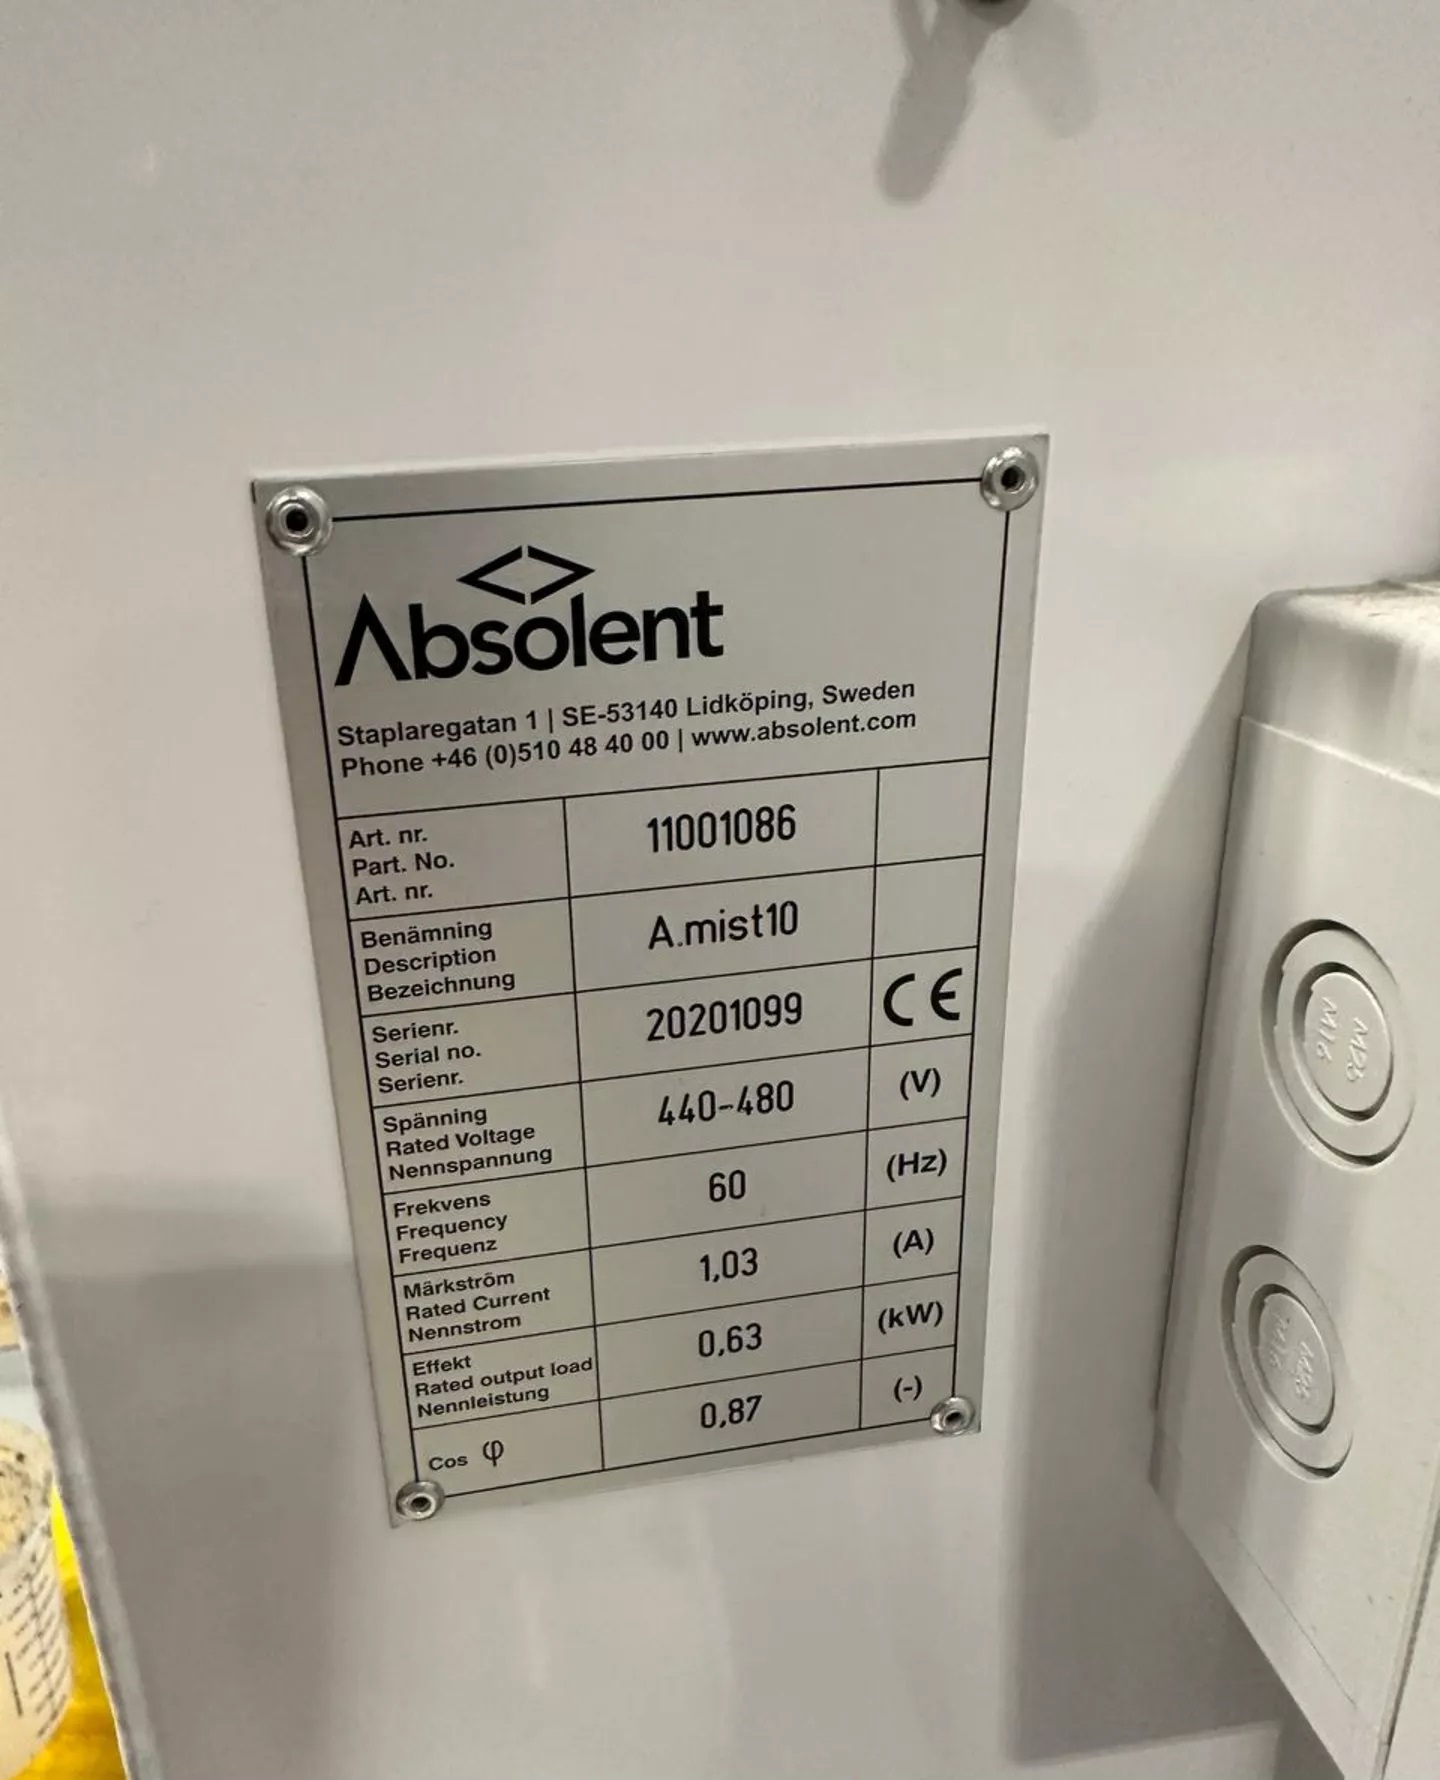 Absolent
Staplaregatan 1 | SE-53140 Lidköping, Sweden
Phone +46 (0)510 48 40 00 | www.absolent.com
Art. nr.
Part. No.
Art. nr.
11001086
Benämning
Description
Bezeichnung
A.mist10
Serienr.
Serial no.
Serienr.
20201099
CE
Spänning
Rated Voltage
Nennspannung
440-480
(V)
Frekvens
Frequency
Frequenz
60
(Hz)
Märkström
Rated Current
Nennstrom
1,03
(A)
Effekt
Rated output load
Nennleistung
0,63
(kW)
Cos φ
0,87
(-)
M25
M16
M25
M16